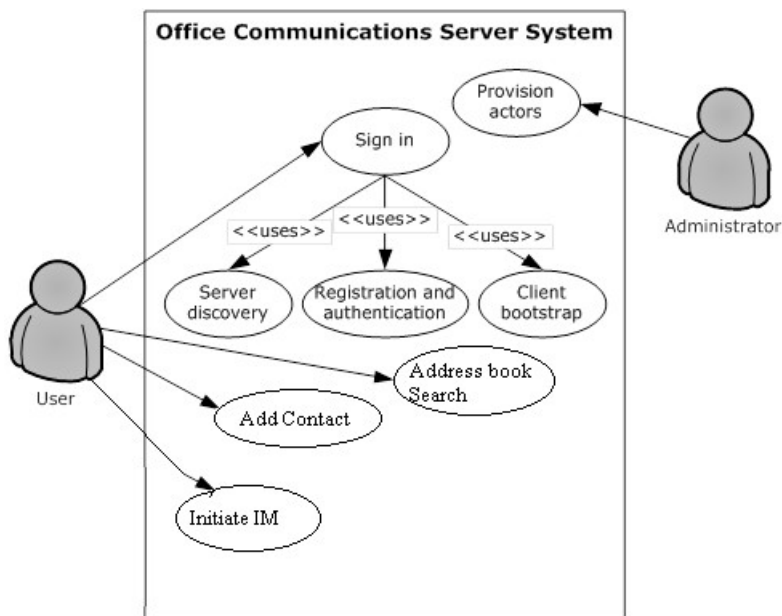 Office Communications Server System
Provision
actors
Sign in
Administrator
<<uses>>
<<uses>>
<<uses>>
Server
discovery
Registration and
authentication
Client
bootstrap
User
Address book
Search
Add Contact
Initiate IM